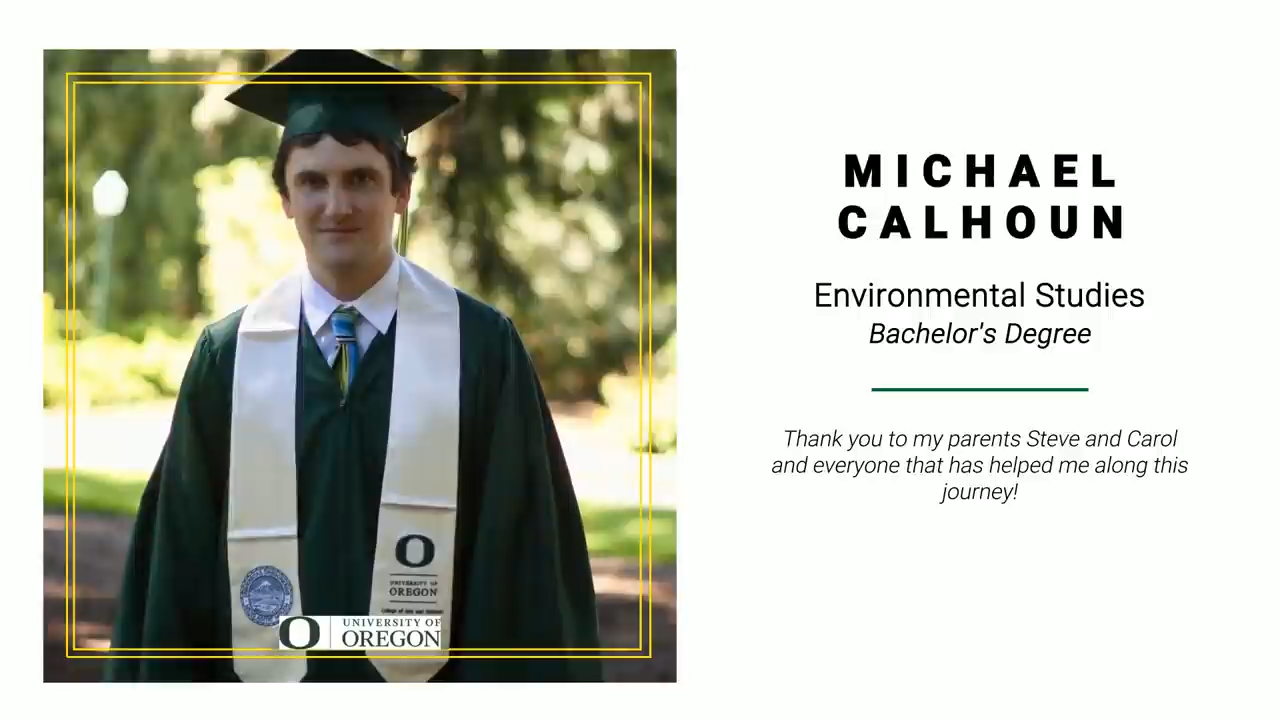 MICHAEL
CALHOUN
Environmental Studies
Bachelor's Degree
Thank you to my parents Steve and Carol
and everyone that has helped me along this
journey!
O
UNIVERSITY OF
OREGON
O
UNIVERSITY OF
OREGON